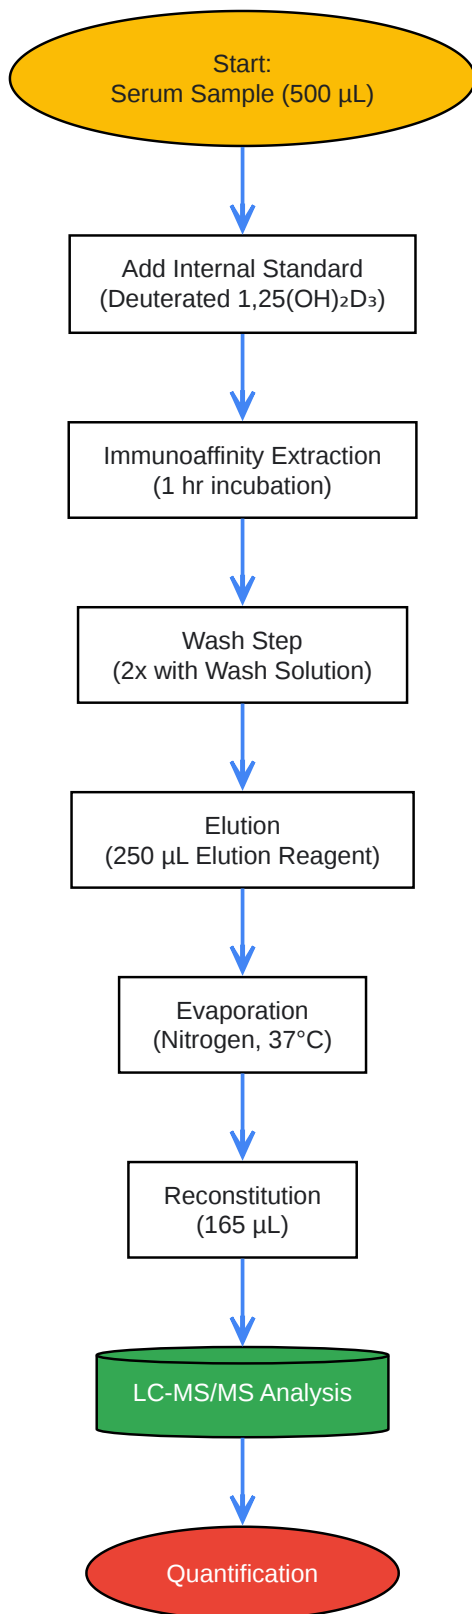 Start:
Serum Sample (500 µL)
Add Internal Standard
(Deuterated 1,25(OH)₂D₃)
Immunoaffinity Extraction
(1 hr incubation)
Wash Step
(2x with Wash Solution)
Elution
(250 µL Elution Reagent)
Evaporation
(Nitrogen, 37°C)
Reconstitution
(165 µL)
LC-MS/MS Analysis
Quantification